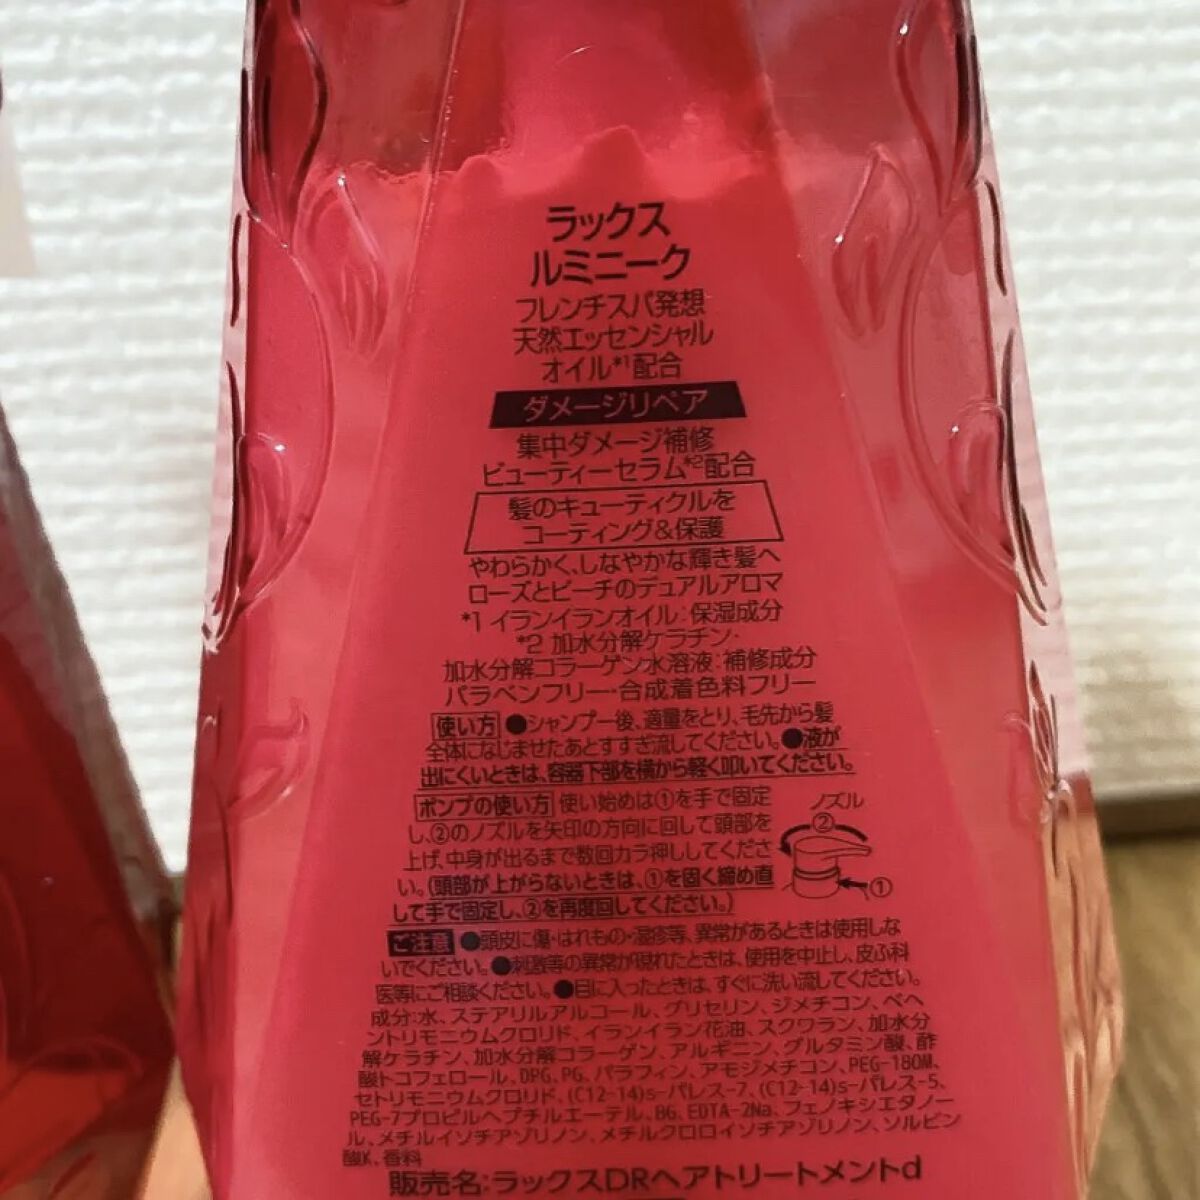 ラックス
ルミニーク
フレンチスパ発想
天然エッセンシャル
オイル*1配合
ダメージリペア
集中ダメージ補修
ビューティーセラム*2配合
髪のキューティクルを
コーティング&保護
やわらかく、しなやかな輝き髪へ
ローズとピーチのデュアルアロマ
*1 イランイランオイル:保湿成分
*2 加水分解ケラチン・
加水分解コラーゲン水溶液:補修成分
パラベンフリー・合成着色料フリー
使い方 ●シャンプー後、適量をとり、毛先から髪
全体になじませたあとすすぎ流してください。●液が
出にくいときは、容器下部を横から軽く叩いてください。
ポンプの使い方 使い始めは①を手で固定
し、②のノズルを矢印の方向に回して頭部を
上げ、中身が出るまで数回カラ押ししてくださ
い。(頭部が上がらないときは、①を固く締め直
して手で固定し、②を再度回してください。)
ノズル
②
①
ご注意 ●頭皮に傷・はれもの・湿疹等、異常があるときは使用しな
いでください。●刺激等の異常が現れたときは、使用を中止し、皮ふ科
医等にご相談ください。●目に入ったときは、すぐに洗い流してください。
成分:水、ステアリルアルコール、グリセリン、ジメチコン、ベヘ
ントリモニウムクロリド、イランイラン花油、スクワラン、加水分
解ケラチン、加水分解コラーゲン、アルギニン、グルタミン酸、酢
酸トコフェロール、DPG、PG、パラフィン、アモジメチコン、PEG-180M、
セトリモニウムクロリド、(C12-14)s-パレス-7、(C12-14)s-パレス-5、
PEG-7プロピルヘプチルエーテル、BG、EDTA-2Na、フェノキシエタノー
ル、メチルイソチアゾリノン、メチルクロロイソチアゾリノン、ソルビン
酸K、香料
販売名:ラックスDRヘアトリートメントd